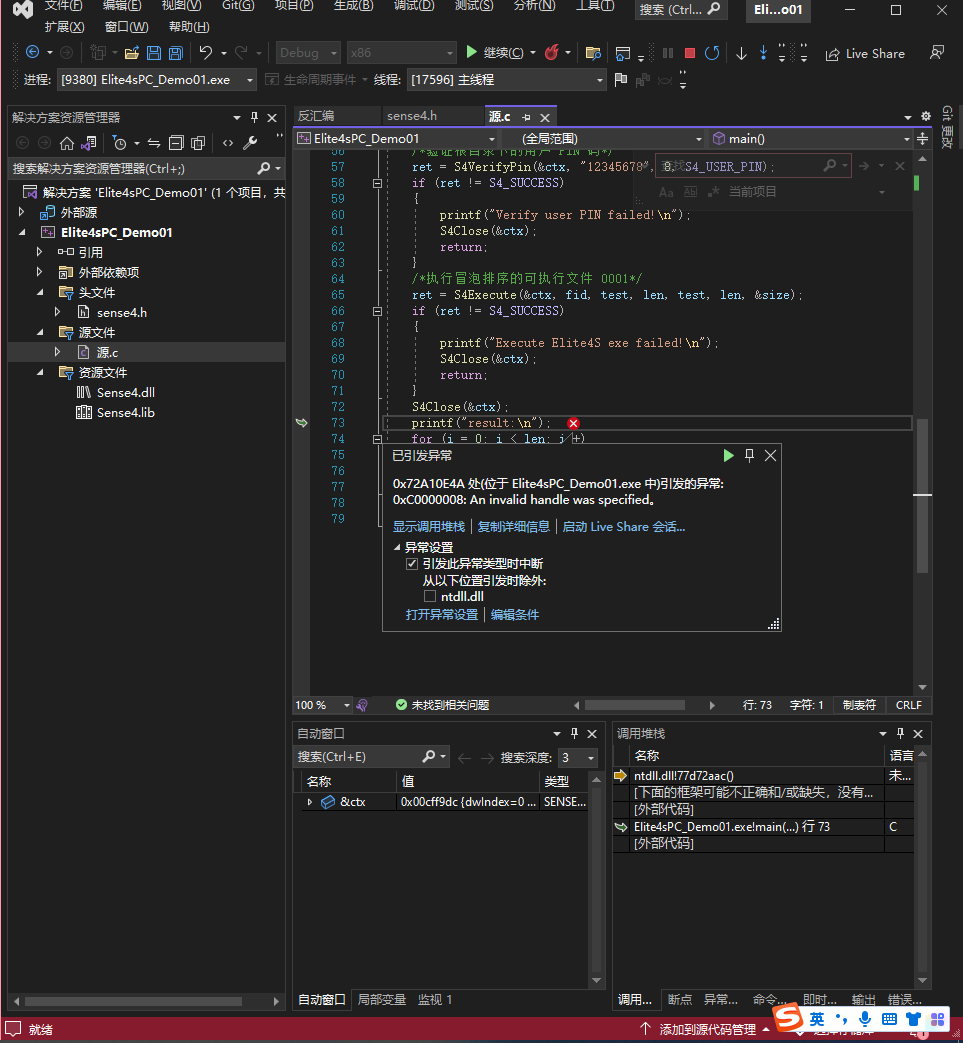 文件(F) 编辑(E) 视图(V) Git(G) 项目(P) 生成(B) 调试(D) 测试(S) 分析(N) 工具(T) 搜索 (Ctrl... Eli...o01
扩展(X) 窗口(W) 帮助(H)
Debug x86 继续(C) Live Share
进程: [9380] Elite4sPC_Demo01.exe 生命周期事件 线程: [17596] 主线程
解决方案资源管理器
搜索解决方案资源管理器(Ctrl+;)
解决方案 'Elite4sPC_Demo01' (1 个项目, 共
外部源
Elite4sPC_Demo01
引用
外部依赖项
头文件
sense4.h
源文件
源.c
资源文件
Sense4.dll
Sense4.lib
反汇编 sense4.h 源.c
Git 更改
Elite4sPC_Demo01 (全局范围) main()
56 /*验证根目录下的用户 PIN 码*/
57 ret = S4VerifyPin(&ctx, "12345678", 8, S4_USER_PIN);
查找
Aa Ab .* 当前项目
58 if (ret != S4_SUCCESS)
59 {
60 printf("Verify user PIN failed!\n");
61 S4Close(&ctx);
62 return;
63 }
64 /*执行冒泡排序的可执行文件 0001*/
65 ret = S4Execute(&ctx, fid, test, len, test, len, &size);
66 if (ret != S4_SUCCESS)
67 {
68 printf("Execute Elite4S exe failed!\n");
69 S4Close(&ctx);
70 return;
71 }
72 S4Close(&ctx);
73 printf("result:\n");
74 for (i = 0; i < len; i++)
75
76
77
78
79
已引发异常
0x72A10E4A 处(位于 Elite4sPC_Demo01.exe 中)引发的异常:
0xC0000008: An invalid handle was specified。
显示调用堆栈 | 复制详细信息 | 启动 Live Share 会话...
异常设置
引发此异常类型时中断
从以下位置引发时除外:
ntdll.dll
打开异常设置 | 编辑条件
100 % 未找到相关问题 行: 73 字符: 1 制表符 CRLF
自动窗口
搜索(Ctrl+E) 搜索深度: 3
名称 值 类型
&ctx 0x00cff9dc {dwIndex=0 ... SENSE...
自动窗口 局部变量 监视 1
调用堆栈
名称 语言
ntdll.dll!77d72aac() 未...
[下面的框架可能不正确和/或缺失，没有...
[外部代码]
Elite4sPC_Demo01.exe!main(...) 行 73 C
[外部代码]
调用... 断点 异常... 命令... 即时... 输出 错误...
就绪 添加到源代码管理
英